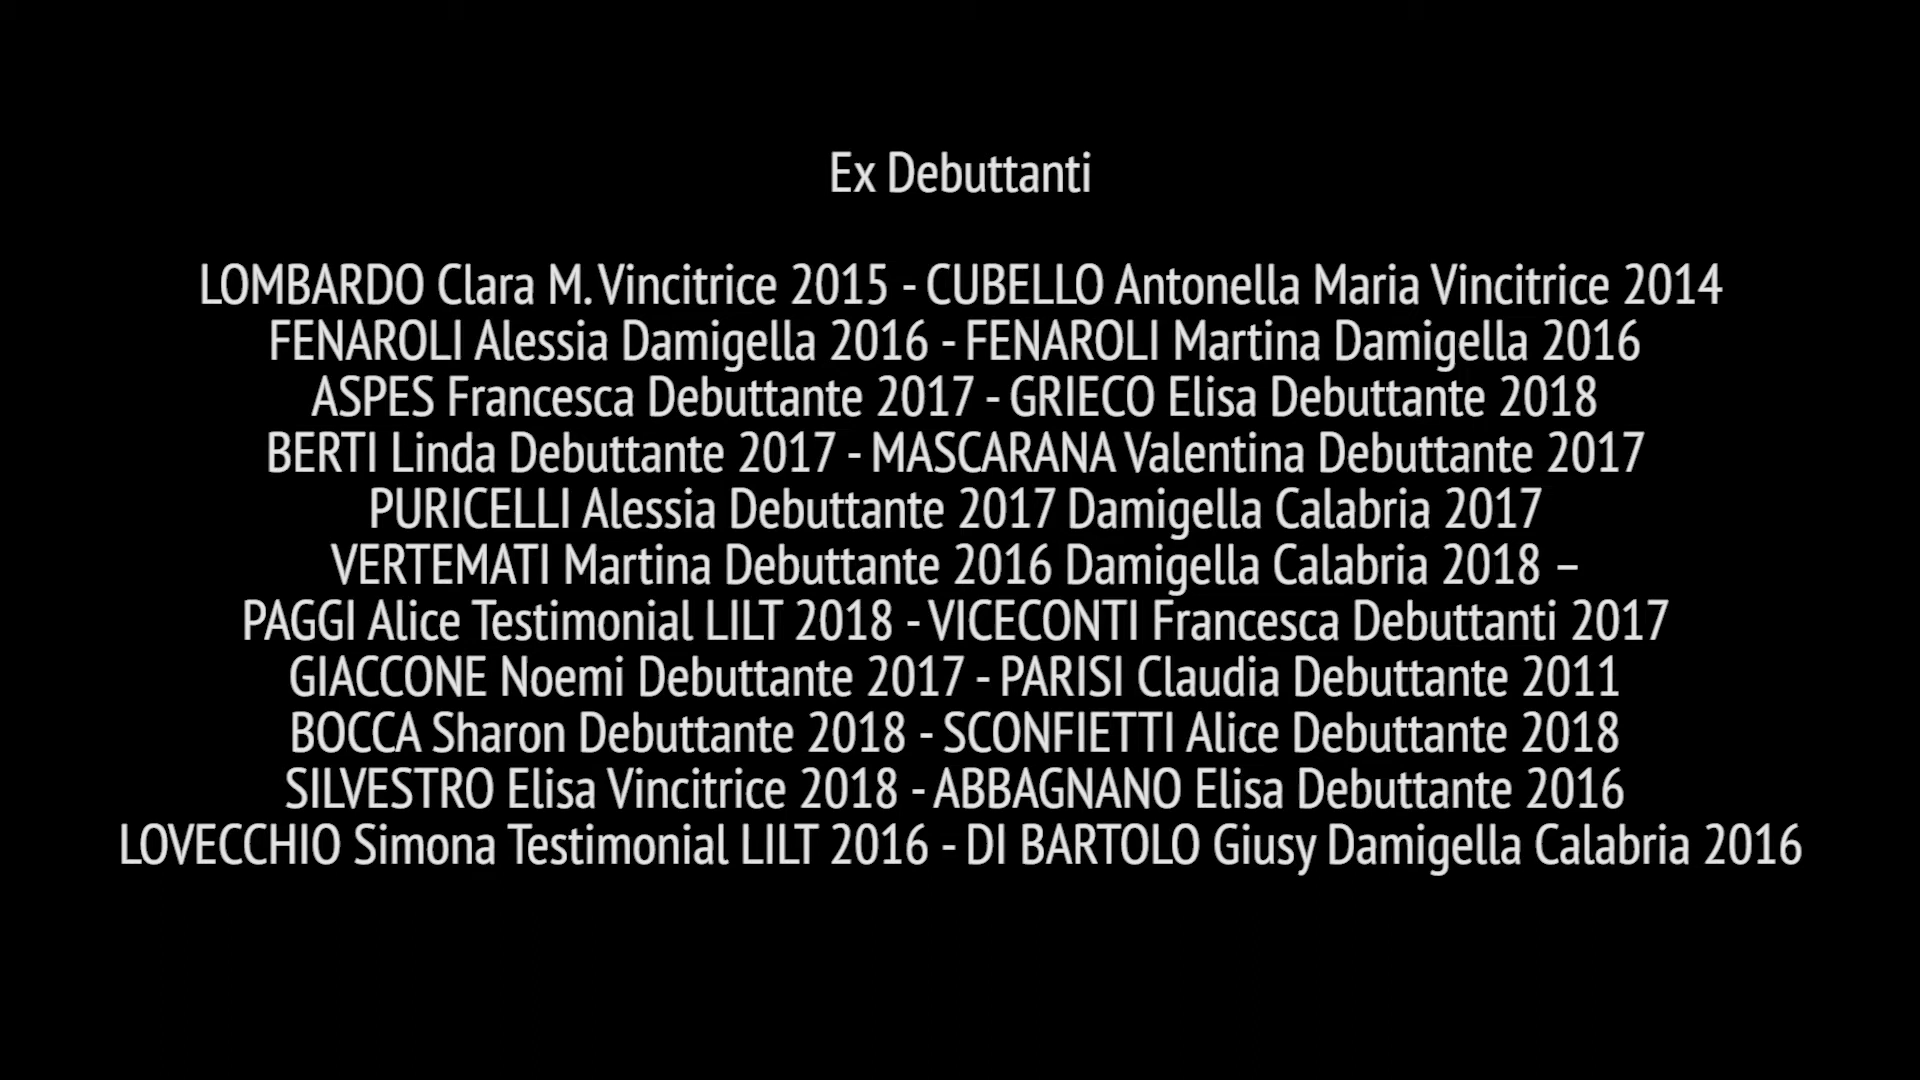 Ex Debuttanti
LOMBARDO Clara M. Vincitrice 2015 - CUBELLO Antonella Maria Vincitrice 2014
FENAROLI Alessia Damigella 2016 - FENAROLI Martina Damigella 2016
ASPES Francesca Debuttante 2017 - GRIECO Elisa Debuttante 2018
BERTI Linda Debuttante 2017 - MASCARANA Valentina Debuttante 2017
PURICELLI Alessia Debuttante 2017 Damigella Calabria 2017
VERTEMATI Martina Debuttante 2016 Damigella Calabria 2018 –
PAGGI Alice Testimonial LILT 2018 - VICECONTI Francesca Debuttanti 2017
GIACCONE Noemi Debuttante 2017 - PARISI Claudia Debuttante 2011
BOCCA Sharon Debuttante 2018 - SCONFIETTI Alice Debuttante 2018
SILVESTRO Elisa Vincitrice 2018 - ABBAGNANO Elisa Debuttante 2016
LOVECCHIO Simona Testimonial LILT 2016 - DI BARTOLO Giusy Damigella Calabria 2016